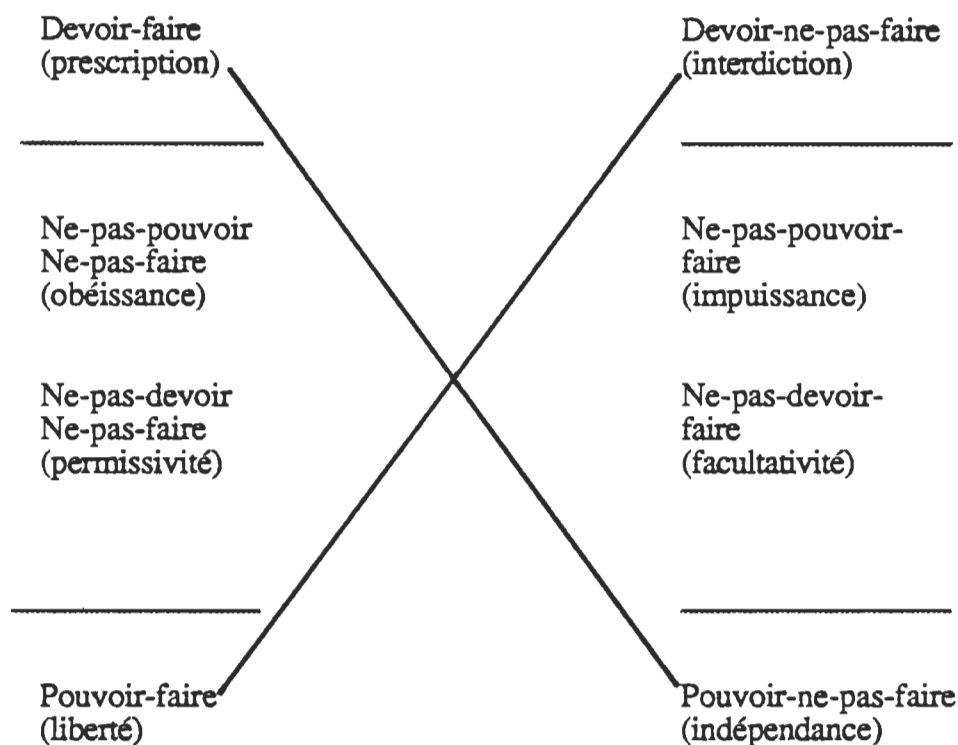 Devoir-faire
(prescription)
Devoir-ne-pas-faire
(interdiction)
Ne-pas-pouvoir
Ne-pas-faire
(obéissance)
Ne-pas-pouvoir-
faire
(impuissance)
Ne-pas-devoir
Ne-pas-faire
(permissivité)
Ne-pas-devoir-
faire
(facultativité)
Pouvoir-faire
(liberté)
Pouvoir-ne-pas-faire
(indépendance)